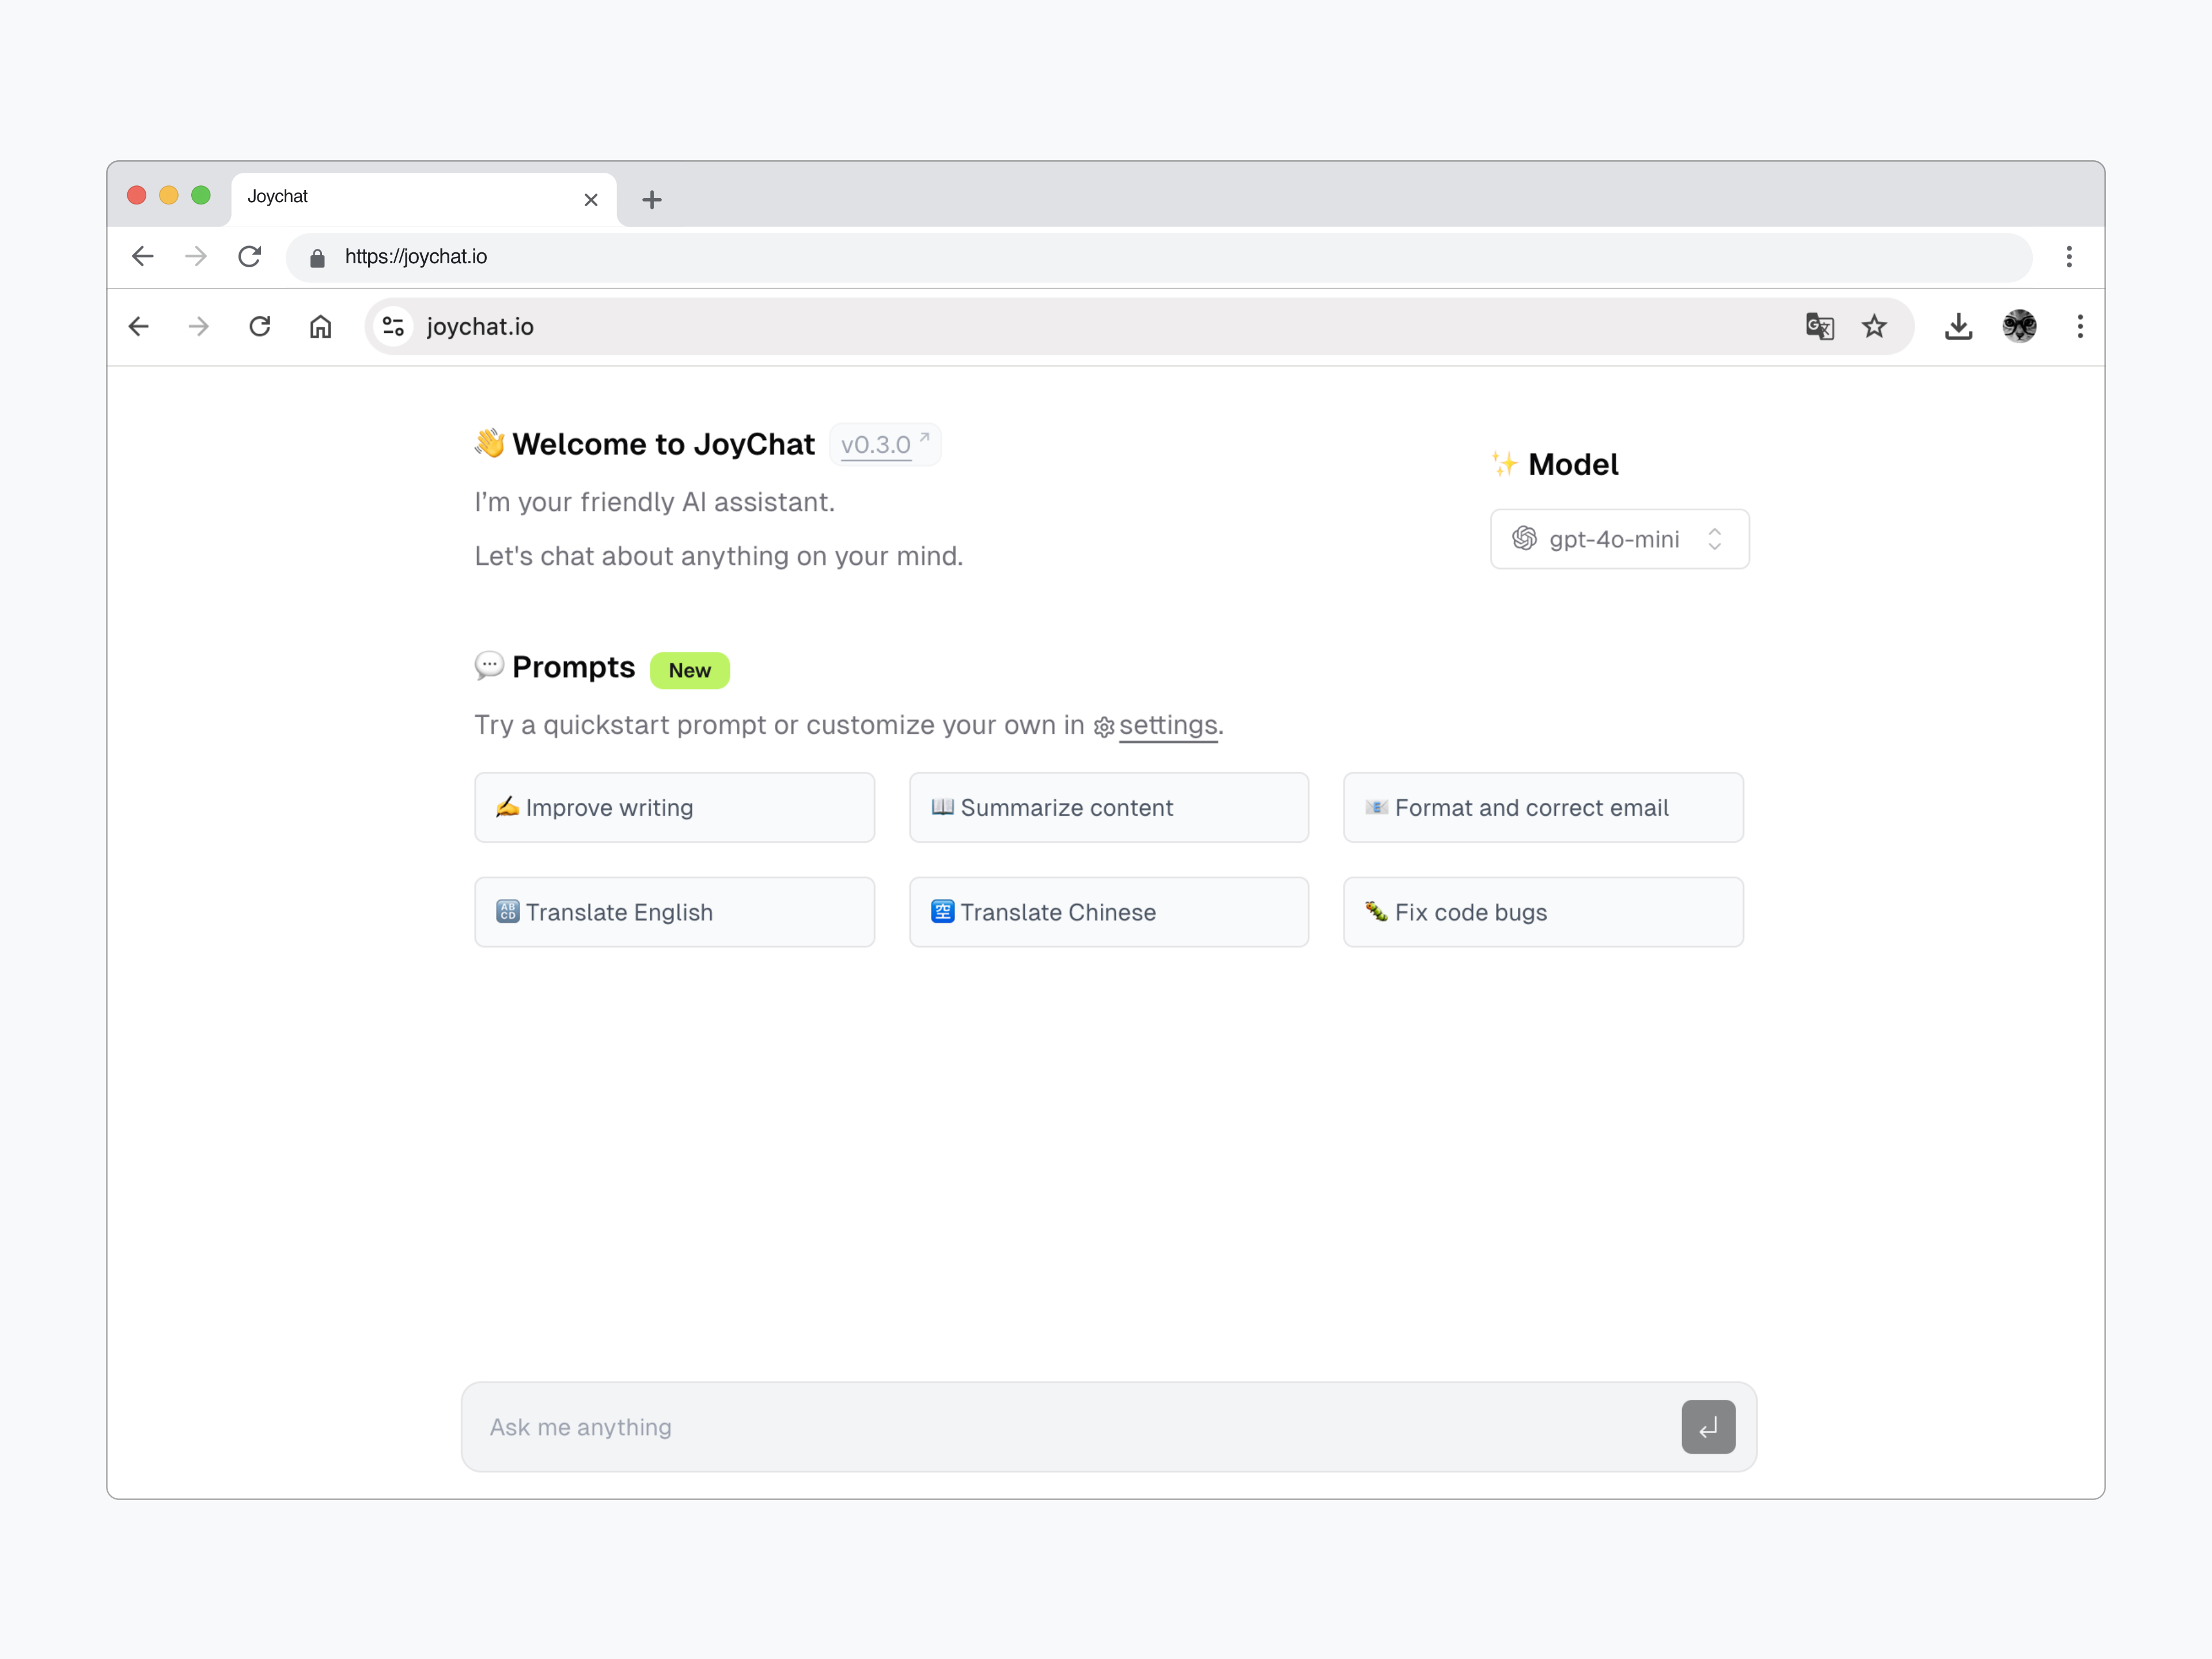 Joychat
https://joychat.io
joychat.io
Welcome to JoyChat v0.3.0
I’m your friendly AI assistant.
Let's chat about anything on your mind.
Model
gpt-4o-mini
Prompts New
Try a quickstart prompt or customize your own in settings.
Improve writing
Summarize content
Format and correct email
ABCD Translate English
空 Translate Chinese
Fix code bugs
Ask me anything